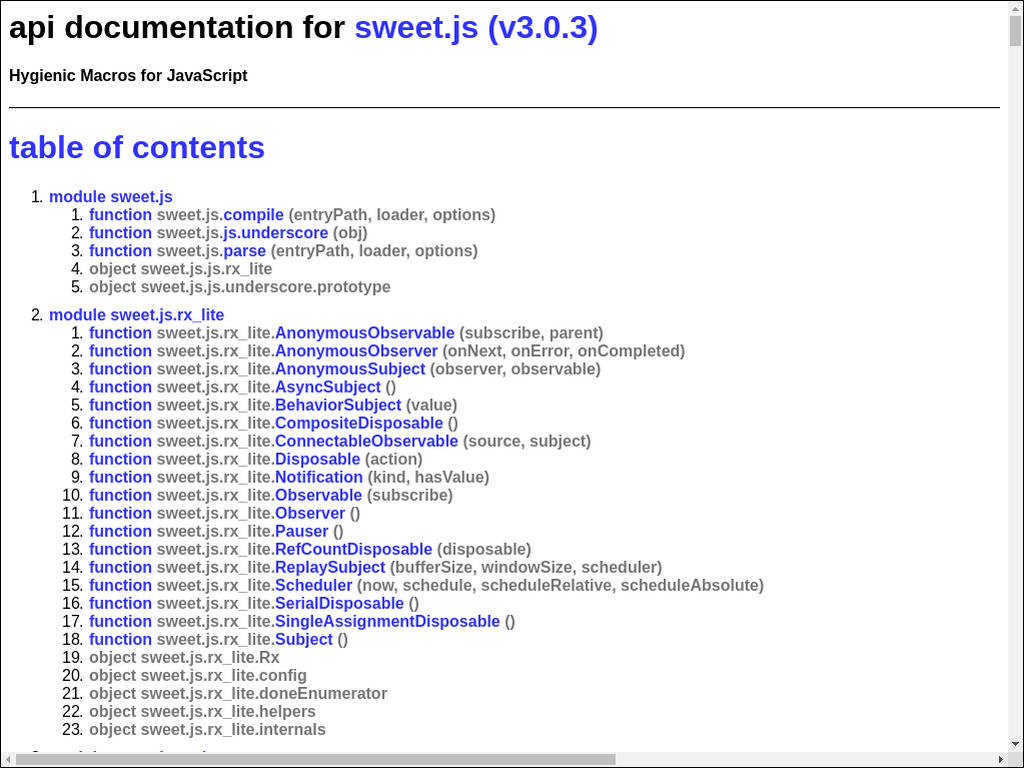 api documentation for sweet.js (v3.0.3)
Hygienic Macros for JavaScript
table of contents
1. module sweet.js
1. function sweet.js.compile (entryPath, loader, options)
2. function sweet.js.js.underscore (obj)
3. function sweet.js.parse (entryPath, loader, options)
4. object sweet.js.js.rx_lite
5. object sweet.js.js.underscore.prototype
2. module sweet.js.rx_lite
1. function sweet.js.rx_lite.AnonymousObservable (subscribe, parent)
2. function sweet.js.rx_lite.AnonymousObserver (onNext, onError, onCompleted)
3. function sweet.js.rx_lite.AnonymousSubject (observer, observable)
4. function sweet.js.rx_lite.AsyncSubject ()
5. function sweet.js.rx_lite.BehaviorSubject (value)
6. function sweet.js.rx_lite.CompositeDisposable ()
7. function sweet.js.rx_lite.ConnectableObservable (source, subject)
8. function sweet.js.rx_lite.Disposable (action)
9. function sweet.js.rx_lite.Notification (kind, hasValue)
10. function sweet.js.rx_lite.Observable (subscribe)
11. function sweet.js.rx_lite.Observer ()
12. function sweet.js.rx_lite.Pauser ()
13. function sweet.js.rx_lite.RefCountDisposable (disposable)
14. function sweet.js.rx_lite.ReplaySubject (bufferSize, windowSize, scheduler)
15. function sweet.js.rx_lite.Scheduler (now, schedule, scheduleRelative, scheduleAbsolute)
16. function sweet.js.rx_lite.SerialDisposable ()
17. function sweet.js.rx_lite.SingleAssignmentDisposable ()
18. function sweet.js.rx_lite.Subject ()
19. object sweet.js.rx_lite.Rx
20. object sweet.js.rx_lite.config
21. object sweet.js.rx_lite.doneEnumerator
22. object sweet.js.rx_lite.helpers
23. object sweet.js.rx_lite.internals